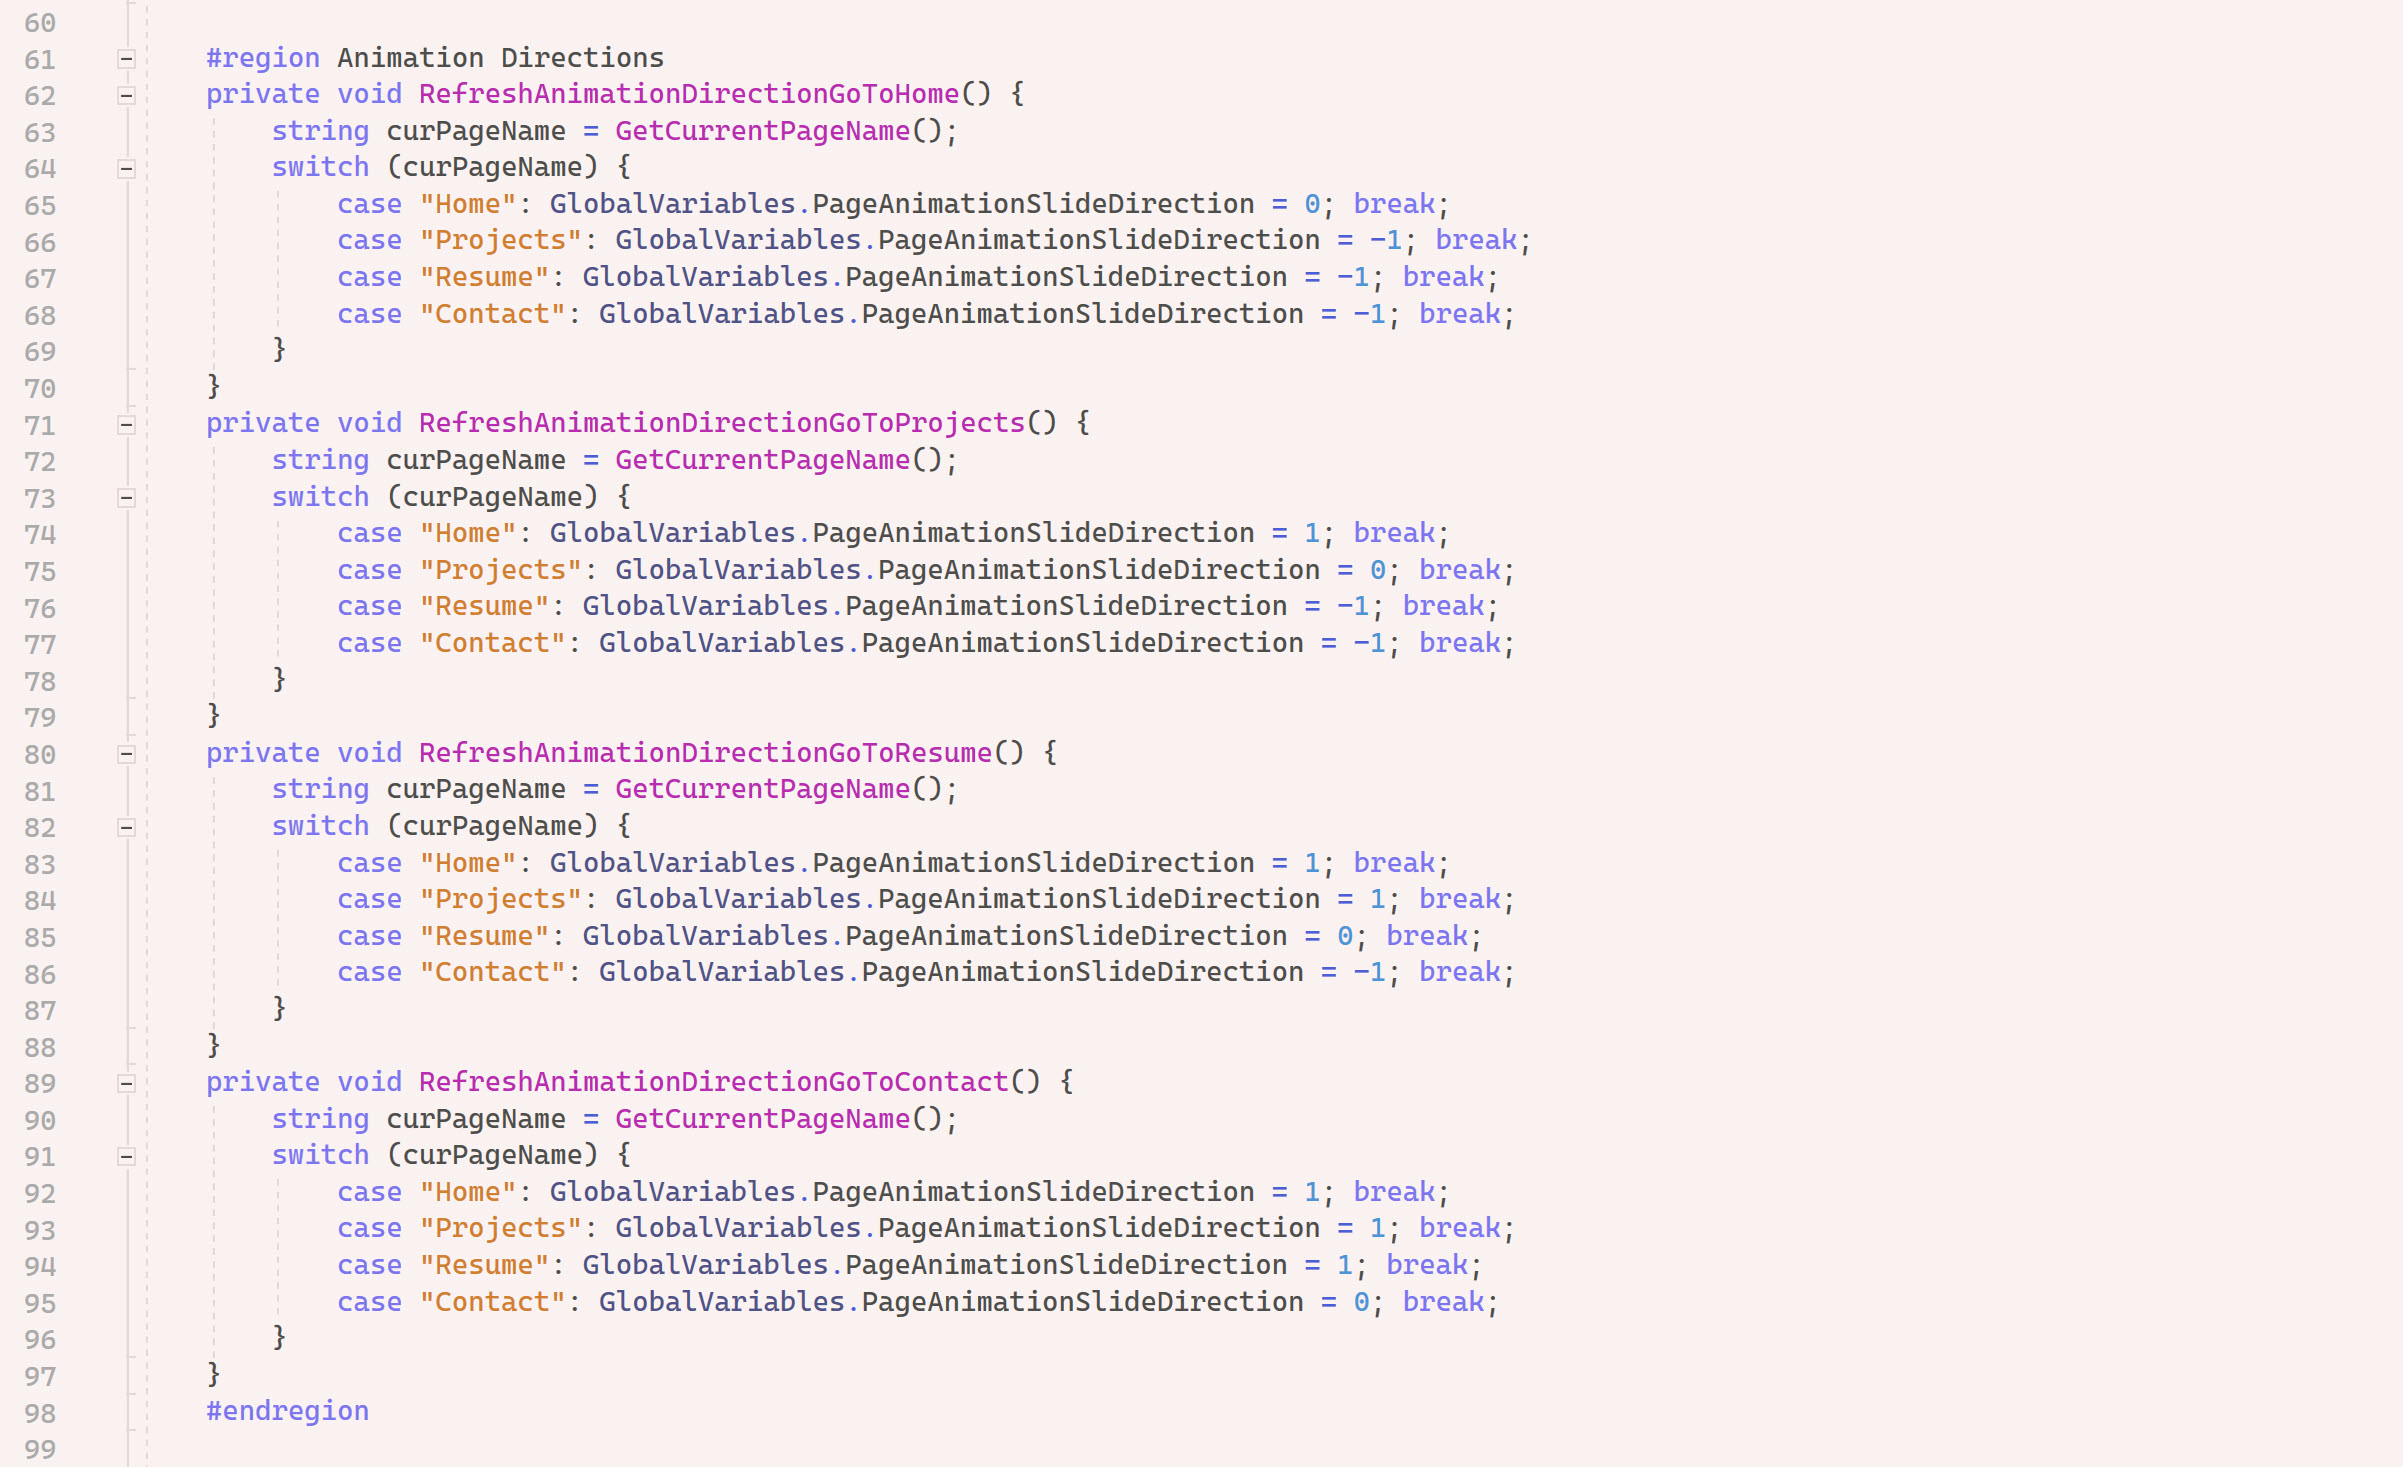 60
61 #region Animation Directions
62 private void RefreshAnimationDirectionGoToHome() {
63 string curPageName = GetCurrentPageName();
64 switch (curPageName) {
65 case "Home": GlobalVariables.PageAnimationSlideDirection = 0; break;
66 case "Projects": GlobalVariables.PageAnimationSlideDirection = -1; break;
67 case "Resume": GlobalVariables.PageAnimationSlideDirection = -1; break;
68 case "Contact": GlobalVariables.PageAnimationSlideDirection = -1; break;
69 }
70 }
71 private void RefreshAnimationDirectionGoToProjects() {
72 string curPageName = GetCurrentPageName();
73 switch (curPageName) {
74 case "Home": GlobalVariables.PageAnimationSlideDirection = 1; break;
75 case "Projects": GlobalVariables.PageAnimationSlideDirection = 0; break;
76 case "Resume": GlobalVariables.PageAnimationSlideDirection = -1; break;
77 case "Contact": GlobalVariables.PageAnimationSlideDirection = -1; break;
78 }
79 }
80 private void RefreshAnimationDirectionGoToResume() {
81 string curPageName = GetCurrentPageName();
82 switch (curPageName) {
83 case "Home": GlobalVariables.PageAnimationSlideDirection = 1; break;
84 case "Projects": GlobalVariables.PageAnimationSlideDirection = 1; break;
85 case "Resume": GlobalVariables.PageAnimationSlideDirection = 0; break;
86 case "Contact": GlobalVariables.PageAnimationSlideDirection = -1; break;
87 }
88 }
89 private void RefreshAnimationDirectionGoToContact() {
90 string curPageName = GetCurrentPageName();
91 switch (curPageName) {
92 case "Home": GlobalVariables.PageAnimationSlideDirection = 1; break;
93 case "Projects": GlobalVariables.PageAnimationSlideDirection = 1; break;
94 case "Resume": GlobalVariables.PageAnimationSlideDirection = 1; break;
95 case "Contact": GlobalVariables.PageAnimationSlideDirection = 0; break;
96 }
97 }
98 #endregion
99